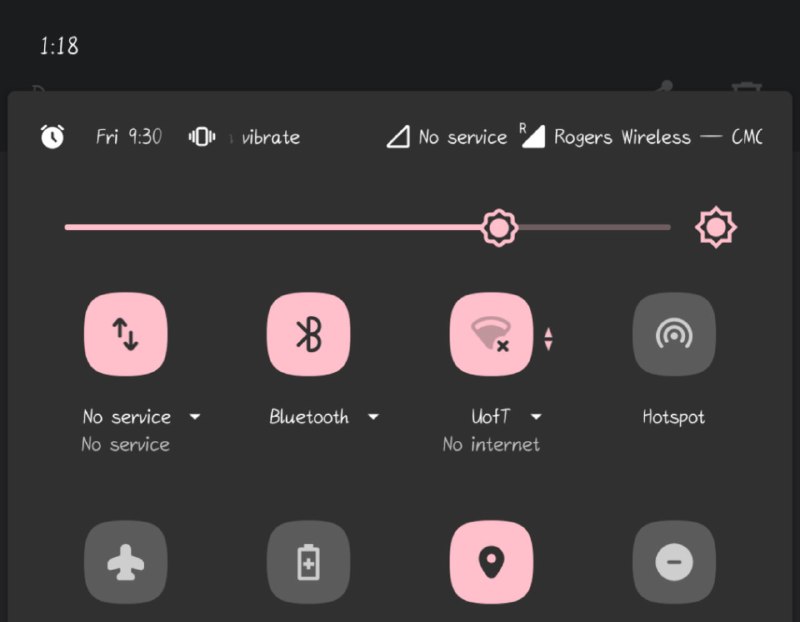 1:18
Fri 9:30 vibrate No service R Rogers Wireless — CMC
No service Bluetooth UofT Hotspot
No service No internet